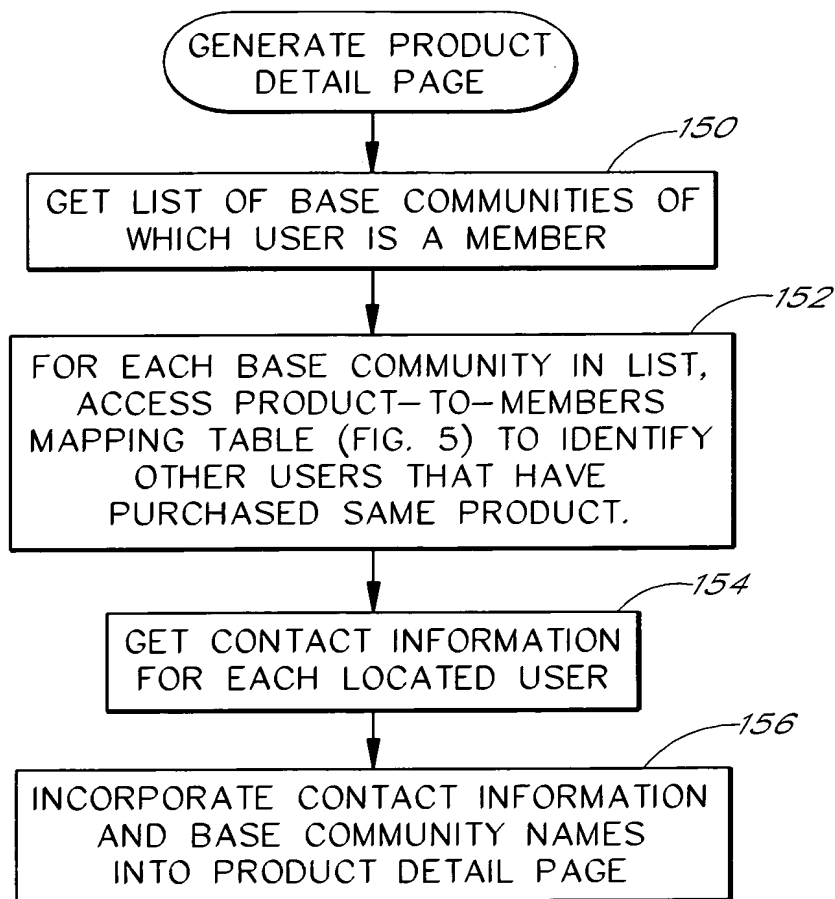 GENERATE PRODUCT
DETAIL PAGE
150
GET LIST OF BASE COMMUNITIES OF
WHICH USER IS A MEMBER
152
FOR EACH BASE COMMUNITY IN LIST,
ACCESS PRODUCT-TO-MEMBERS
MAPPING TABLE (FIG. 5) TO IDENTIFY
OTHER USERS THAT HAVE
PURCHASED SAME PRODUCT.
154
GET CONTACT INFORMATION
FOR EACH LOCATED USER
156
INCORPORATE CONTACT INFORMATION
AND BASE COMMUNITY NAMES
INTO PRODUCT DETAIL PAGE